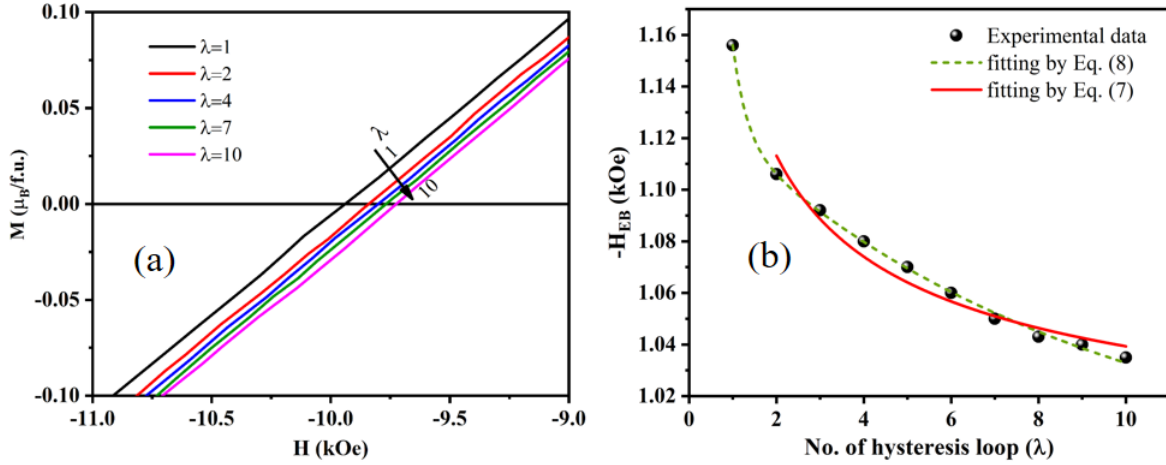 0.10
0.05
0.00
-0.05
-0.10
M (μB/f.u.)
λ=1
λ=2
λ=4
λ=7
λ=10
λ
1
10
(a)
-11.0 -10.5 -10.0 -9.5 -9.0
H (kOe)
1.16
1.14
1.12
1.10
1.08
1.06
1.04
1.02
-HEB (kOe)
Experimental data
fitting by Eq. (8)
fitting by Eq. (7)
(b)
0 2 4 6 8 10
No. of hysteresis loop (λ)